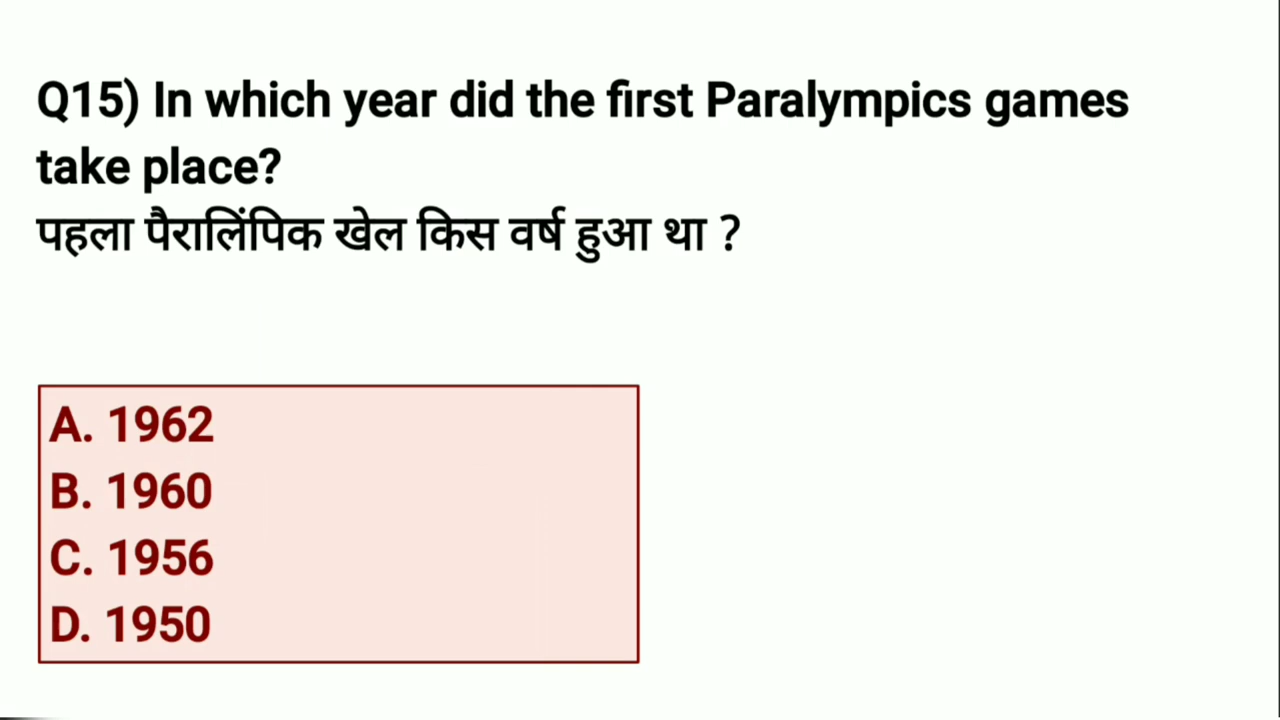 Q15) In which year did the first Paralympics games
take place?
पहला पैरालिंपिक खेल किस वर्ष हुआ था ?
A. 1962
B. 1960
C. 1956
D. 1950